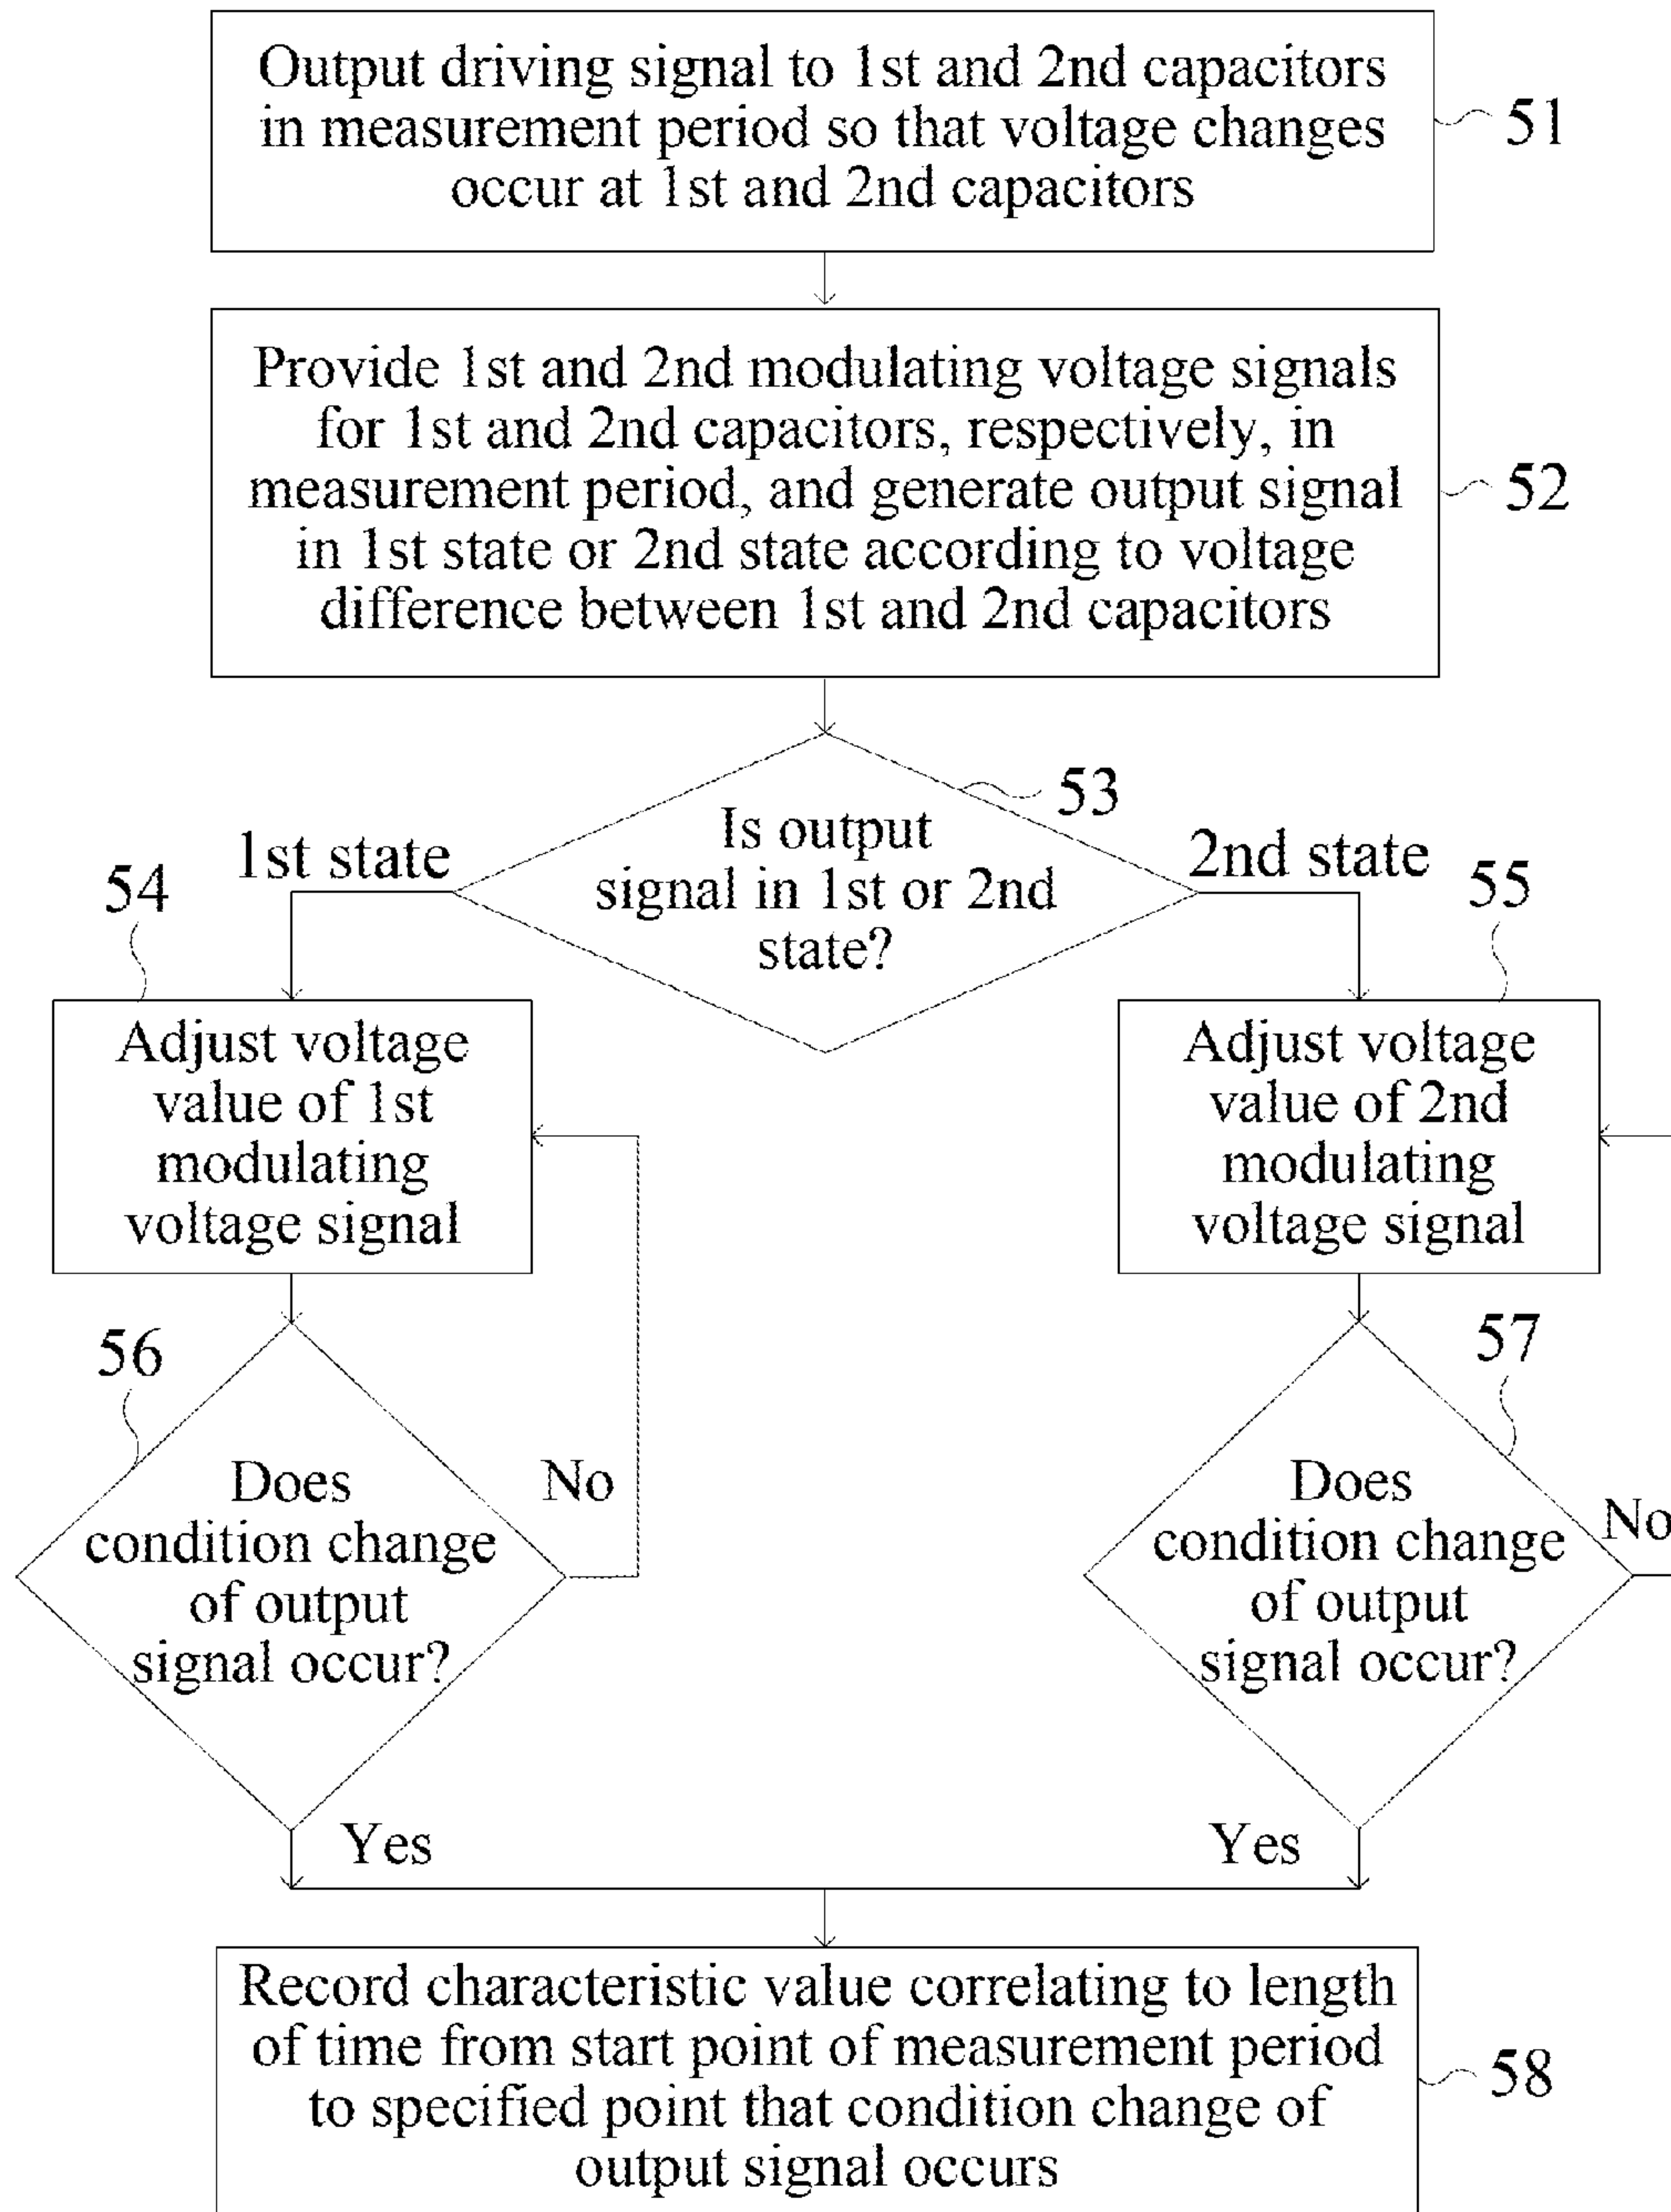 Output driving signal to 1st and 2nd capacitors
in measurement period so that voltage changes
occur at 1st and 2nd capacitors
51
Provide 1st and 2nd modulating voltage signals
for 1st and 2nd capacitors, respectively, in
measurement period, and generate output signal
in 1st state or 2nd state according to voltage
difference between 1st and 2nd capacitors
52
53
Is output
signal in 1st or 2nd
state?
1st state
2nd state
54
Adjust voltage
value of 1st
modulating
voltage signal
55
Adjust voltage
value of 2nd
modulating
voltage signal
56
Does
condition change
of output
signal occur?
No
57
Does
condition change
of output
signal occur?
No
Yes
Yes
Record characteristic value correlating to length
of time from start point of measurement period
to specified point that condition change of
output signal occurs
58